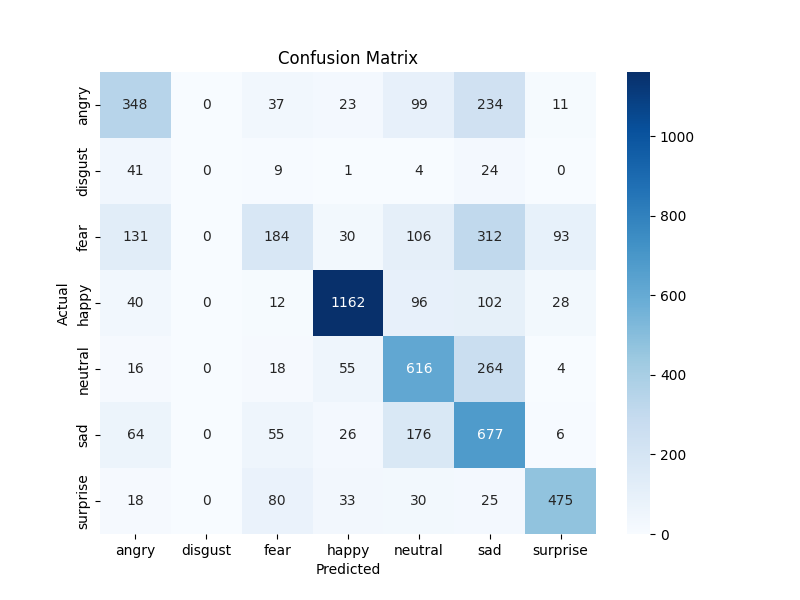 Confusion Matrix
angry 348 0 37 23 99 234 11
disgust 41 0 9 1 4 24 0
fear 131 0 184 30 106 312 93
happy 40 0 12 1162 96 102 28
neutral 16 0 18 55 616 264 4
sad 64 0 55 26 176 677 6
surprise 18 0 80 33 30 25 475
Actual
angry disgust fear happy neutral sad surprise
Predicted
1000
800
600
400
200
0